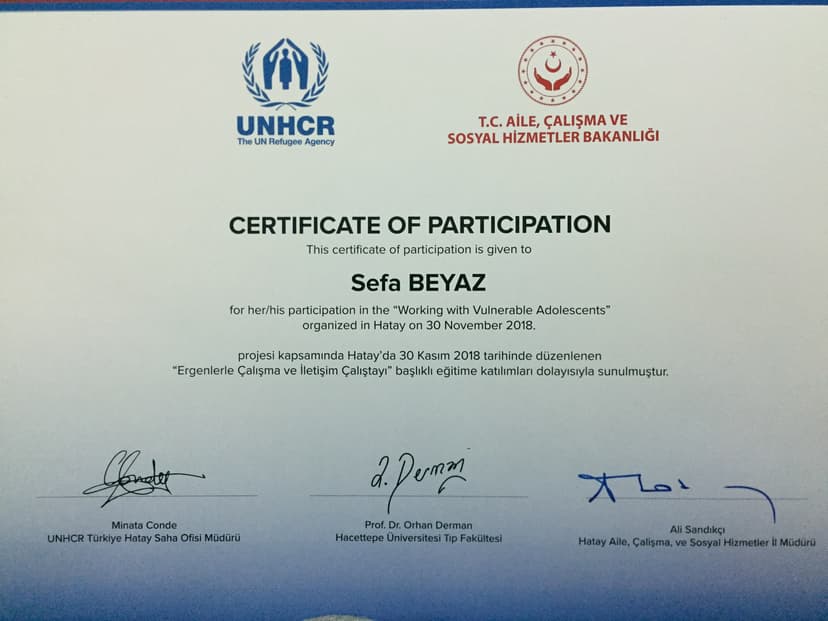 UNHCR
The UN Refugee Agency
T.C. AİLE, ÇALIŞMA VE
SOSYAL HİZMETLER BAKANLIĞI
CERTIFICATE OF PARTICIPATION
This certificate of participation is given to
Sefa BEYAZ
for her/his participation in the “Working with Vulnerable Adolescents”
organized in Hatay on 30 November 2018.
projesi kapsamında Hatay’da 30 Kasım 2018 tarihinde düzenlenen
“Ergenlerle Çalışma ve İletişim Çalıştayı” başlıklı eğitime katılımları dolayısıyla sunulmuştur.
Minata Conde
UNHCR Türkiye Hatay Saha Ofisi Müdürü
Prof. Dr. Orhan Derman
Hacettepe Üniversitesi Tıp Fakültesi
Ali Sandıkçı
Hatay Aile, Çalışma, ve Sosyal Hizmetler İl Müdürü